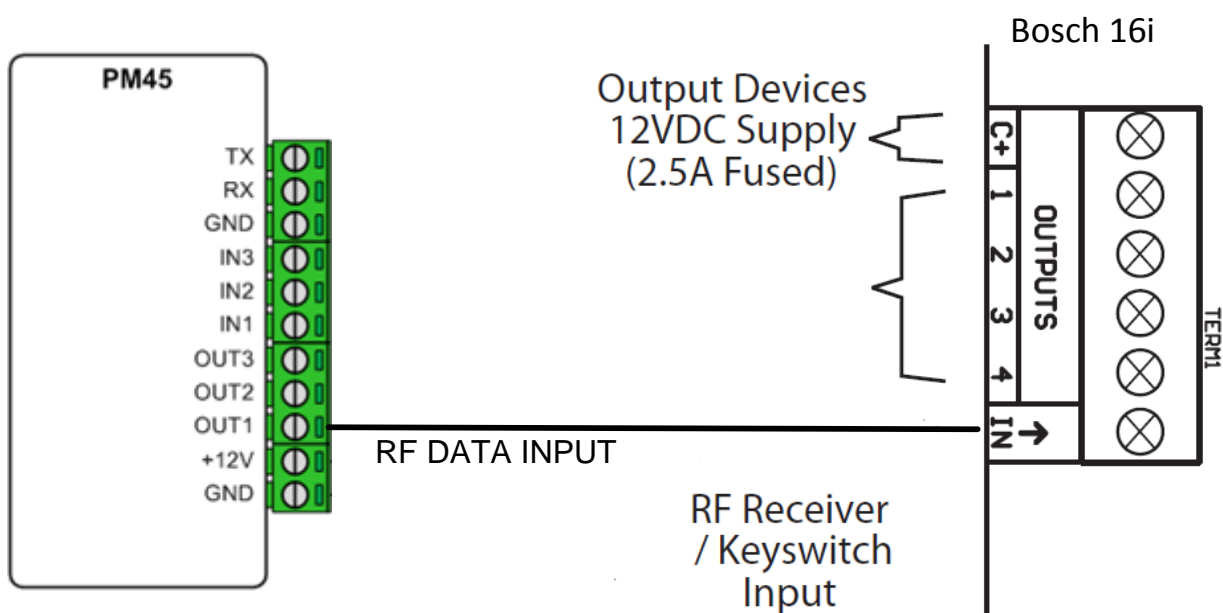 Bosch 16i
PM45
Output Devices
12VDC Supply
(2.5A Fused)
TX
RX
GND
IN3
IN2
IN1
OUT3
OUT2
OUT1
+12V
GND
RF DATA INPUT
C+
1
2
3
4
OUTPUTS
IN →
TERM1
RF Receiver
/ Keyswitch
Input